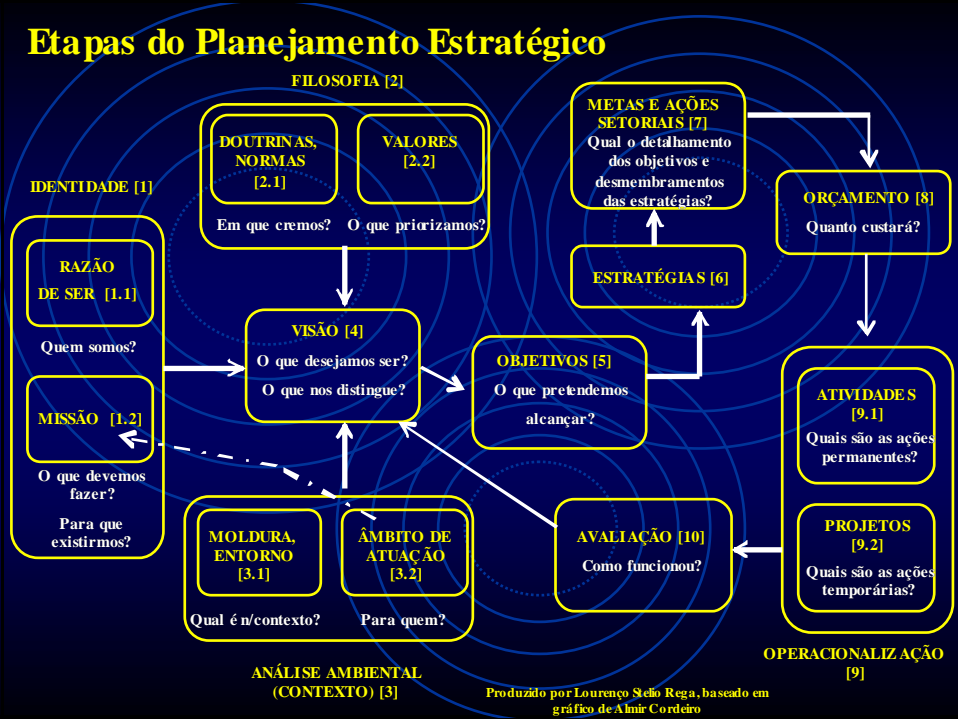 Etapas do Planejamento Estratégico
FILOSOFIA [2]
DOUTRINAS,
NORMAS
[2.1]
VALORES
[2.2]
Em que cremos?
O que priorizamos?
IDENTIDADE [1]
RAZÃO
DE SER [1.1]
Quem somos?
MISSÃO [1.2]
O que devemos
fazer?
Para que
existirmos?
VISÃO [4]
O que desejamos ser?
O que nos distingue?
MOLDURA,
ENTORNO
[3.1]
ÂMBITO DE
ATUAÇÃO
[3.2]
Qual é n/contexto?
Para quem?
ANÁLISE AMBIENTAL
(CONTEXTO) [3]
OBJETIVOS [5]
O que pretendemos
alcançar?
ESTRATÉGIAS [6]
METAS E AÇÕES
SETORIAIS [7]
Qual o detalhamento
dos objetivos e
desmembramentos
das estratégias?
ORÇAMENTO [8]
Quanto custará?
ATIVIDADES
[9.1]
Quais são as ações
permanentes?
PROJETOS
[9.2]
Quais são as ações
temporárias?
OPERACIONALIZAÇÃO
[9]
AVALIAÇÃO [10]
Como funcionou?
Produzido por Lourenço Stelio Rega, baseado em
gráfico de Almir Cordeiro